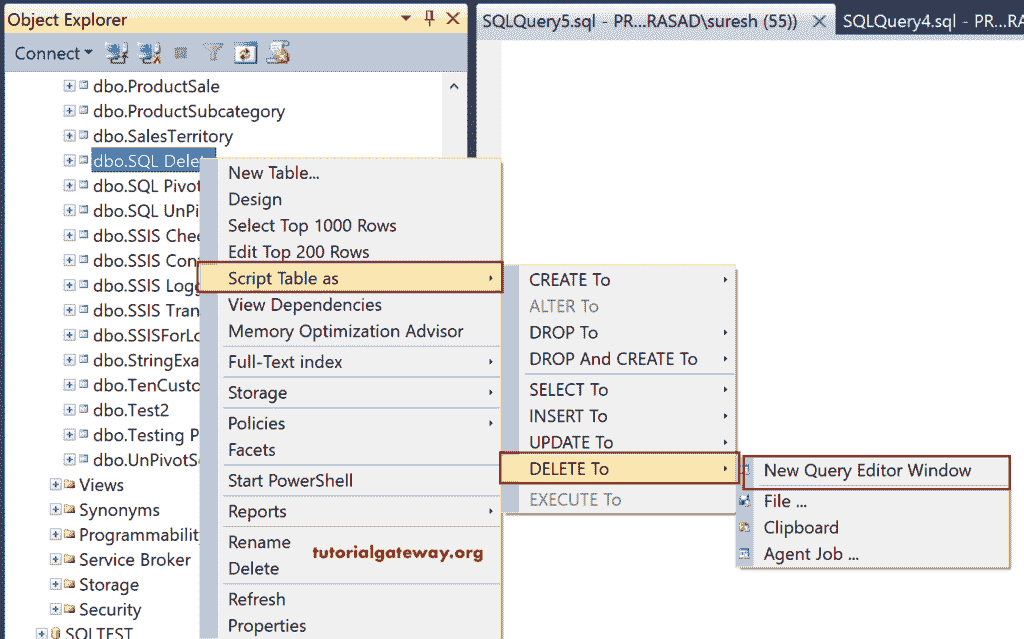 Object Explorer
SQLQuery5.sql - PR...RASAD\suresh (55))
SQLQuery4.sql - PR...RA
Connect
dbo.ProductSale
dbo.ProductSubcategory
dbo.SalesTerritory
dbo.SQL Delet
dbo.SQL Pivot
dbo.SQL UnPi
dbo.SSIS Che
dbo.SSIS Con
dbo.SSIS Logg
dbo.SSIS Tran
dbo.SSISForLo
dbo.StringExa
dbo.TenCusto
dbo.Test2
dbo.Testing P
dbo.UnPivotSo
Views
Synonyms
Programmability
Service Broker
Storage
Security
SQLTEST
New Table...
Design
Select Top 1000 Rows
Edit Top 200 Rows
Script Table as
View Dependencies
Memory Optimization Advisor
Full-Text index
Storage
Policies
Facets
Start PowerShell
Reports
Rename
Delete
Refresh
Properties
tutorialgateway.org
CREATE To
ALTER To
DROP To
DROP And CREATE To
SELECT To
INSERT To
UPDATE To
DELETE To
EXECUTE To
New Query Editor Window
File ...
Clipboard
Agent Job ...